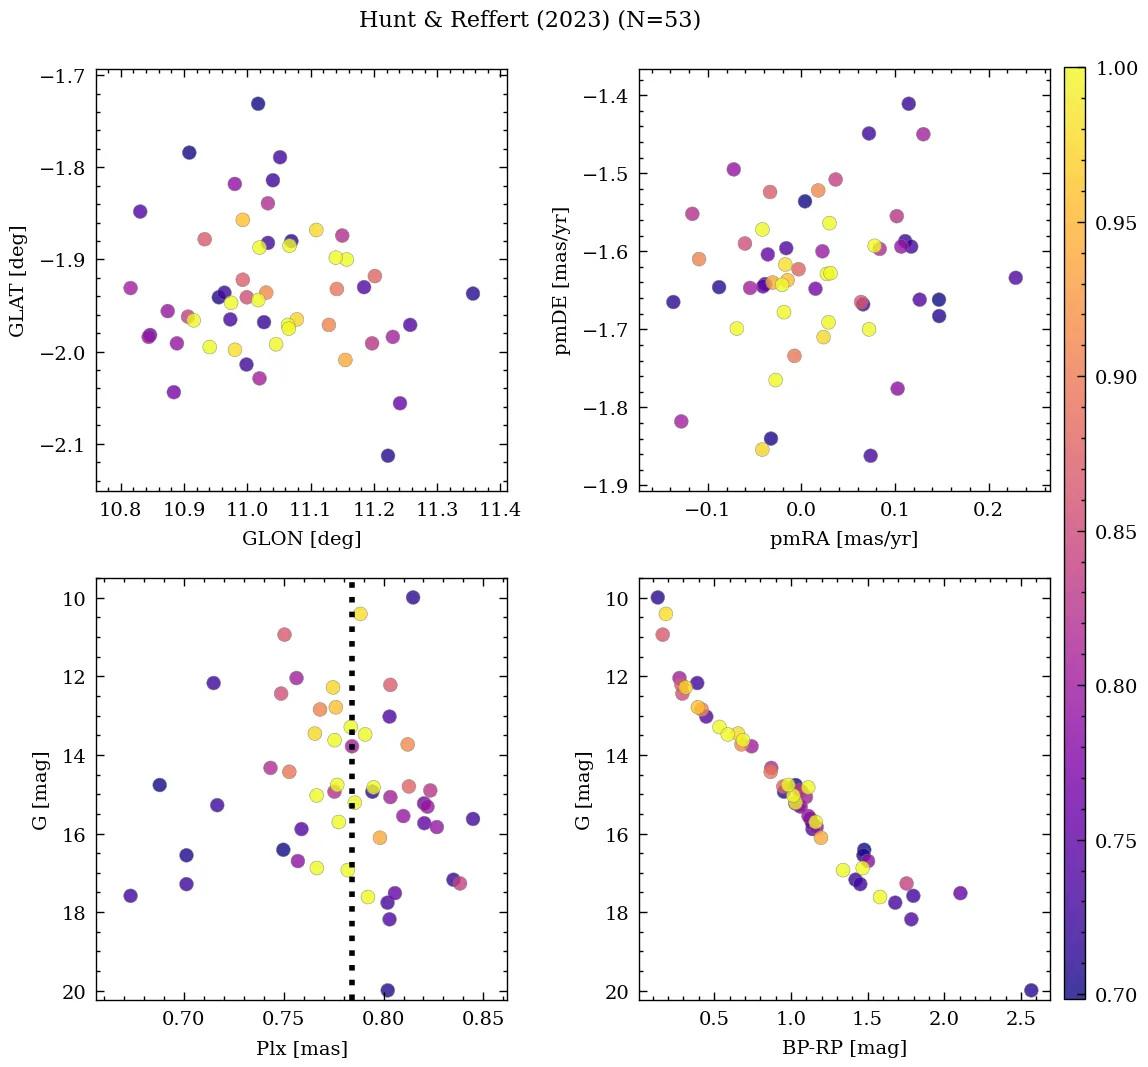 Hunt & Reffert (2023) (N=53)
−1.7
−1.8
−1.9
−2.0
−2.1
GLAT [deg]
10.8 10.9 11.0 11.1 11.2 11.3 11.4
GLON [deg]
−1.4
−1.5
−1.6
−1.7
−1.8
−1.9
pmDE [mas/yr]
−0.1 0.0 0.1 0.2
pmRA [mas/yr]
10
12
14
16
18
20
G [mag]
0.70 0.75 0.80 0.85
Plx [mas]
10
12
14
16
18
20
G [mag]
0.5 1.0 1.5 2.0 2.5
BP-RP [mag]
1.00
0.95
0.90
0.85
0.80
0.75
0.70